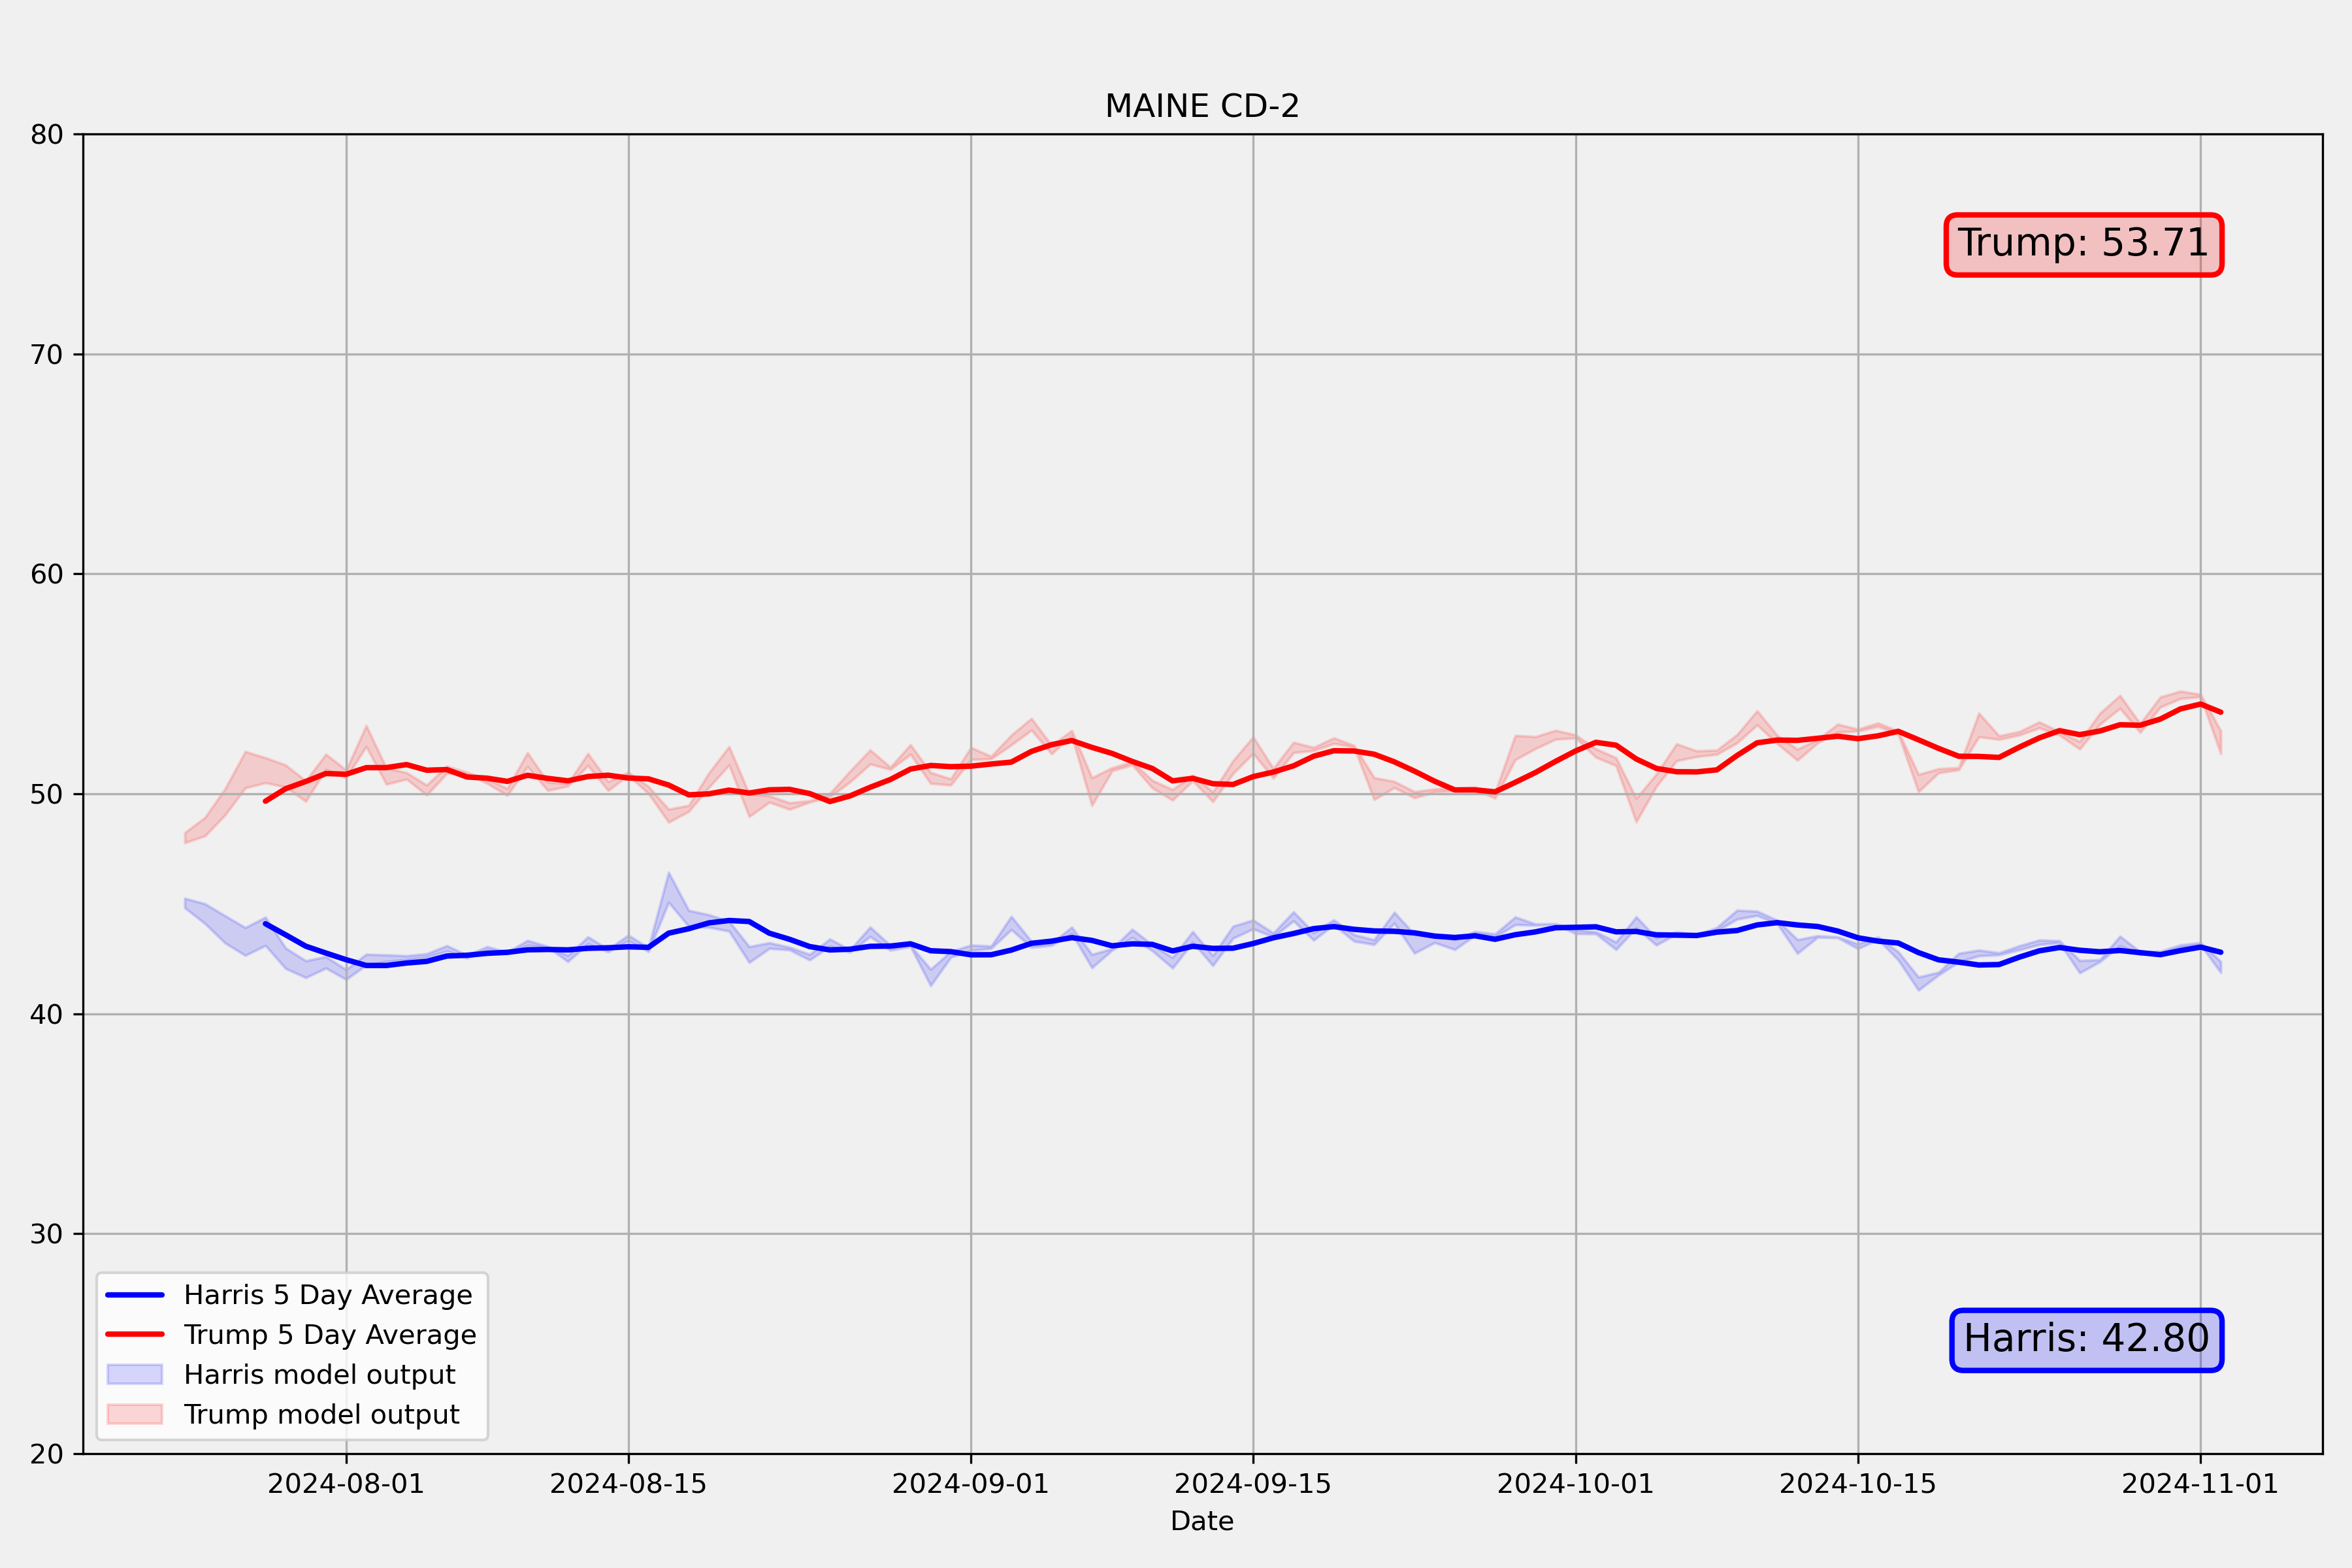 MAINE CD-2
80
70
60
50
40
30
20
Trump: 53.71
Harris: 42.80
Harris 5 Day Average
Trump 5 Day Average
Harris model output
Trump model output
2024-08-01
2024-08-15
2024-09-01
2024-09-15
2024-10-01
2024-10-15
2024-11-01
Date